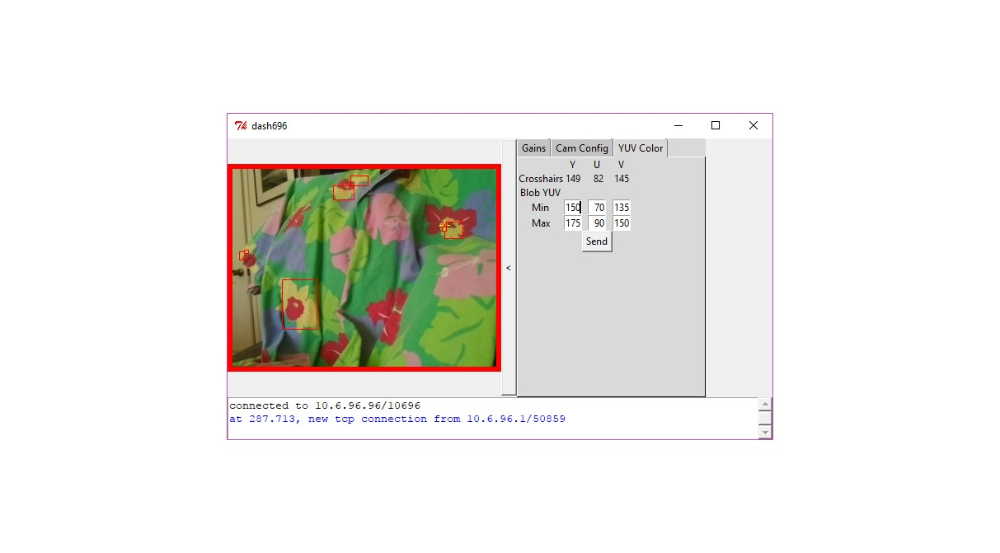 dash696
Gains Cam Config YUV Color
Y U V
Crosshairs 149 82 145
Blob YUV
Min 150 70 135
Max 175 90 150
Send
<
connected to 10.6.96.96/10696
at 287.713, new tcp connection from 10.6.96.1/50859